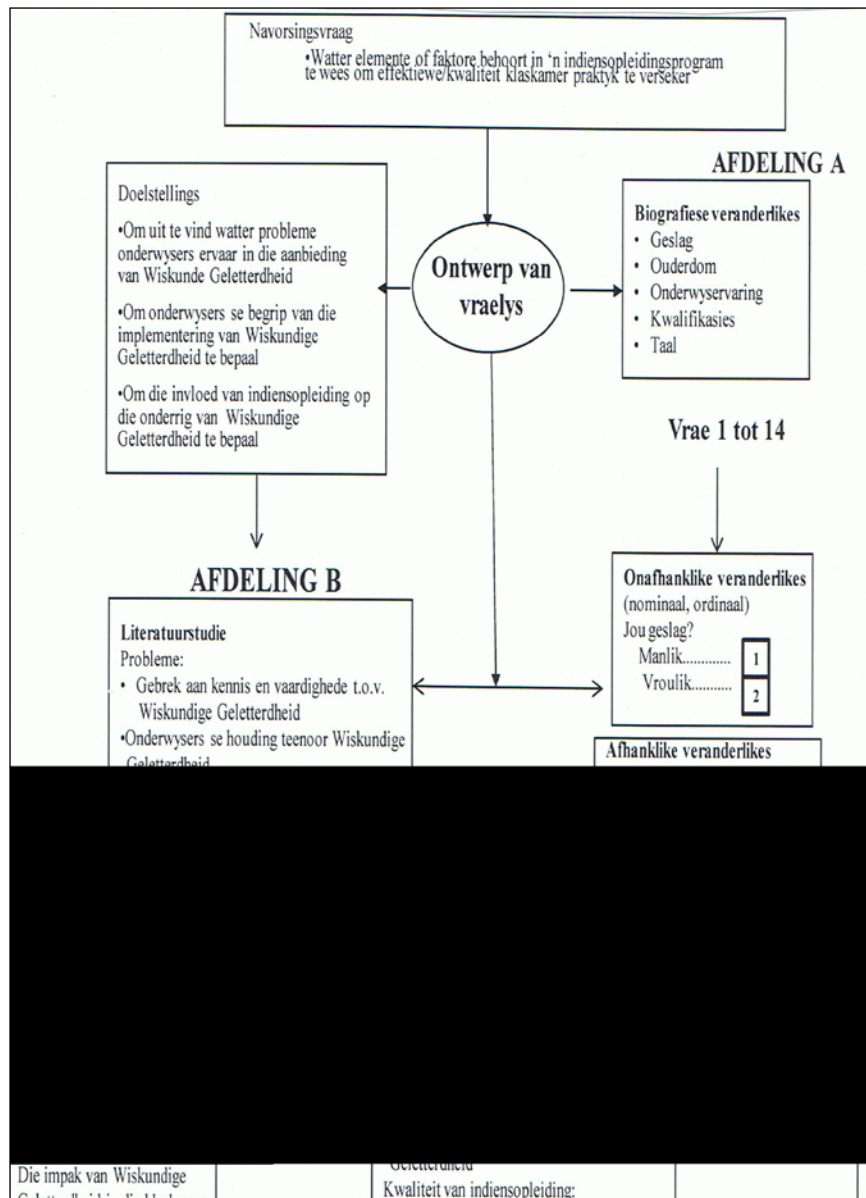 Navorsingsvraag
•Watter elemente of faktore behoort in 'n indiensopleidingsprogram
te wees om effektiewe/kwaliteit klaskamer praktyk te verseker
AFDELING A
Doelstellings
•Om uit te vind watter probleme
onderwysers ervaar in die aanbieding
van Wiskunde Geletterdheid
•Om onderwysers se begrip van die
implementering van Wiskundige
Geletterdheid te bepaal
•Om die invloed van indiensopleiding op
die onderrig van Wiskundige
Geletterdheid te bepaal
Ontwerp van
vraelys
Biografiese veranderlikes
• Geslag
• Ouderdom
• Onderwyservaring
• Kwalifikasies
• Taal
Vrae 1 tot 14
AFDELING B
Literatuurstudie
Probleme:
• Gebrek aan kennis en vaardighede t.o.v.
Wiskundige Geletterdheid
•Onderwysers se houding teenoor Wiskundige
Geletterdheid
Onafhanklike veranderlikes
(nominaal, ordinaal)
Jou geslag?
Manlik............. 1
Vroulik........... 2
Afhanklike veranderlikes
Die impak van Wiskundige
Geletterdheid
Kwaliteit van indiensopleiding: